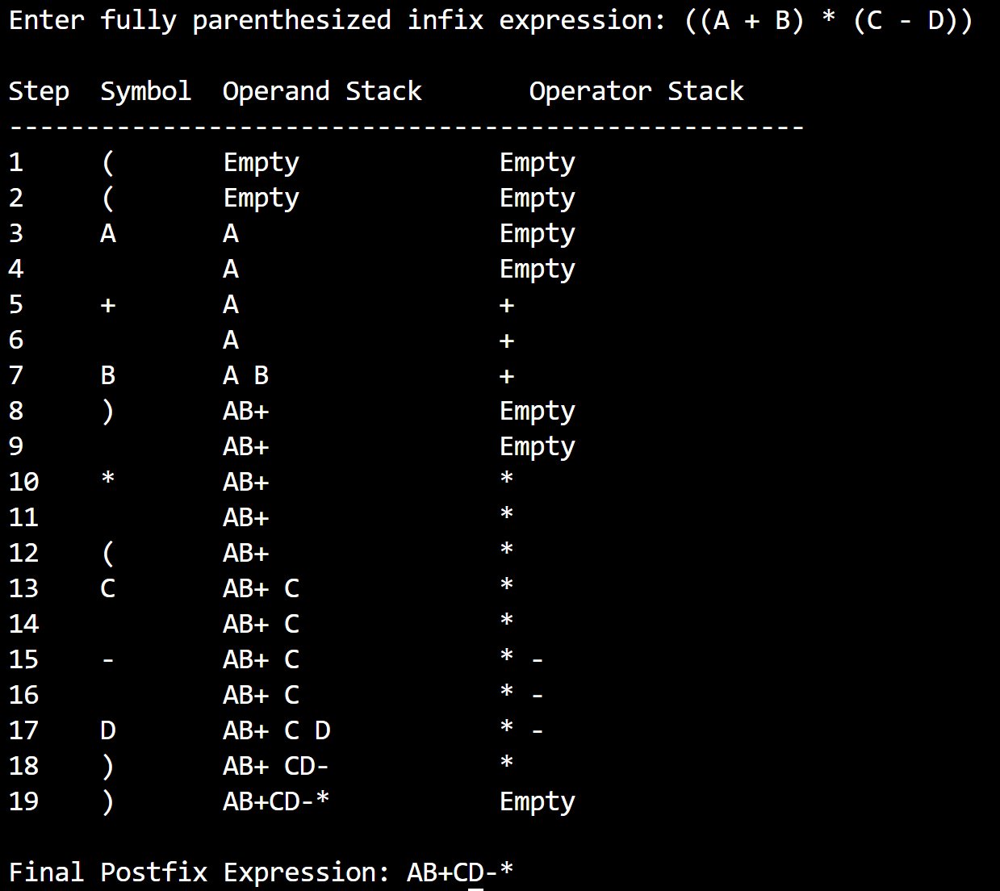 Enter fully parenthesized infix expression: ((A + B) * (C - D))
Step  Symbol  Operand Stack       Operator Stack
----------------------------------------------------
1     (       Empty             Empty
2     (       Empty             Empty
3     A       A                 Empty
4             A                 Empty
5     +       A                 +
6             A                 +
7     B       A B               +
8     )       AB+               Empty
9             AB+               Empty
10    *       AB+               *
11            AB+               *
12    (       AB+               *
13    C       AB+ C             *
14            AB+ C             *
15    -       AB+ C             * -
16            AB+ C             * -
17    D       AB+ C D           * -
18    )       AB+ CD-           *
19    )       AB+CD-*           Empty
Final Postfix Expression: AB+CD-*